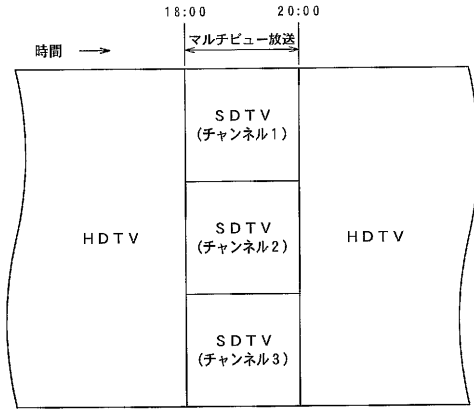 18:00 20:00
時間 → マルチビュー放送
SDTV
(チャンネル1)
HDTV
SDTV
(チャンネル2)
HDTV
SDTV
(チャンネル3)